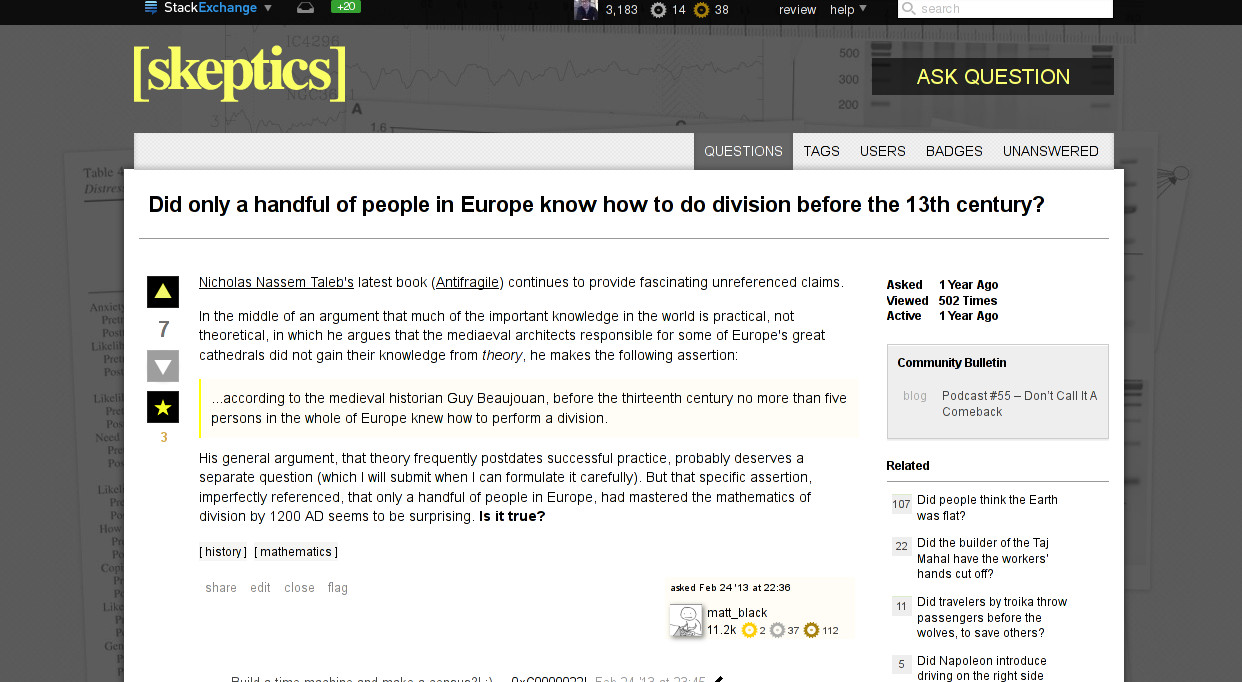 StackExchange +20 3,183 14 38 review help search
IC4296
[skeptics]
NGC
A
1.6
3
500
300
200
ASK QUESTION
QUESTIONS TAGS USERS BADGES UNANSWERED
Table 4
Distress
Did only a handful of people in Europe know how to do division before the 13th century?
Nicholas Nassem Taleb's latest book (Antifragile) continues to provide fascinating unreferenced claims.
In the middle of an argument that much of the important knowledge in the world is practical, not
theoretical, in which he argues that the mediaeval architects responsible for some of Europe's great
cathedrals did not gain their knowledge from theory, he makes the following assertion:
...according to the medieval historian Guy Beaujouan, before the thirteenth century no more than five
persons in the whole of Europe knew how to perform a division.
His general argument, that theory frequently postdates successful practice, probably deserves a
separate question (which I will submit when I can formulate it carefully). But that specific assertion,
imperfectly referenced, that only a handful of people in Europe, had mastered the mathematics of
division by 1200 AD seems to be surprising. Is it true?
7
3
[ history ] [ mathematics ]
share edit close flag
asked Feb 24 '13 at 22:36
matt_black
11.2k 2 37 112
Build a time machine and make a census?! :) – 0xC0000022L Feb 24 '13 at 23:45
Asked 1 Year Ago
Viewed 502 Times
Active 1 Year Ago
Community Bulletin
blog Podcast #55 – Don't Call It A
Comeback
Related
107 Did people think the Earth
was flat?
22 Did the builder of the Taj
Mahal have the workers'
hands cut off?
11 Did travelers by troika throw
passengers before the
wolves, to save others?
5 Did Napoleon introduce
driving on the right side